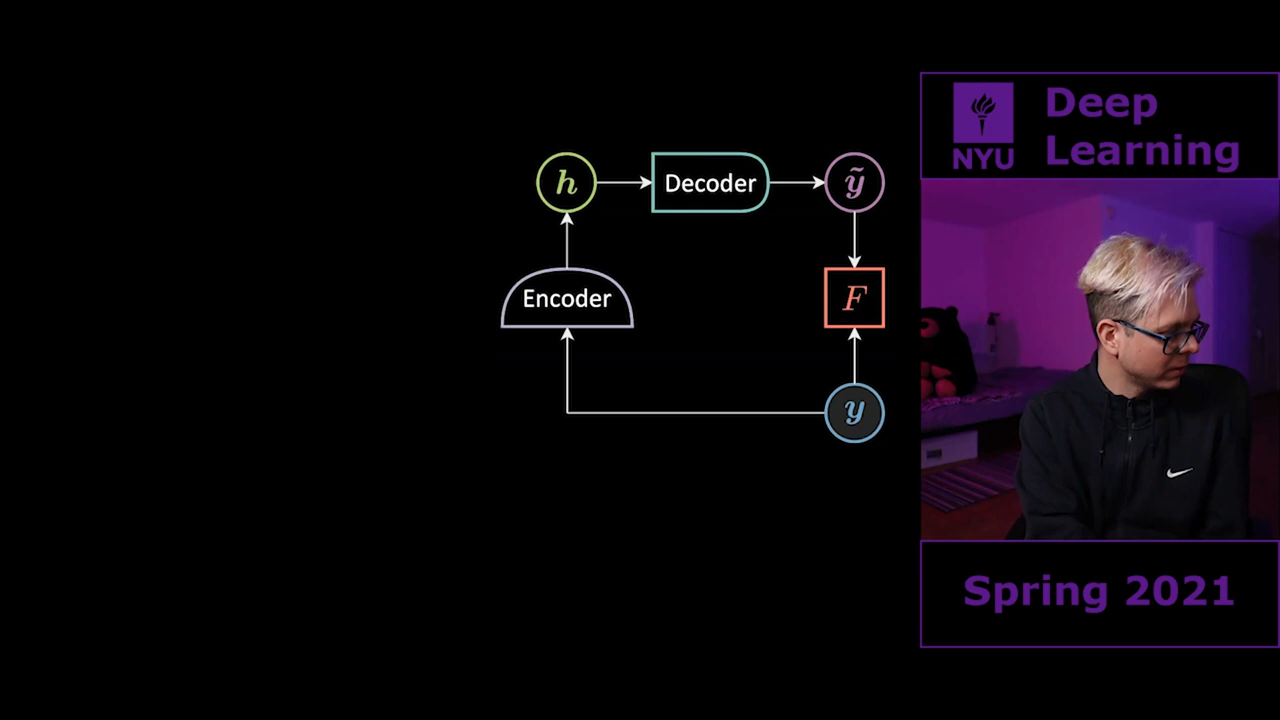 h
Decoder
ỹ
Encoder
F
y
NYU
Deep
Learning
Spring 2021